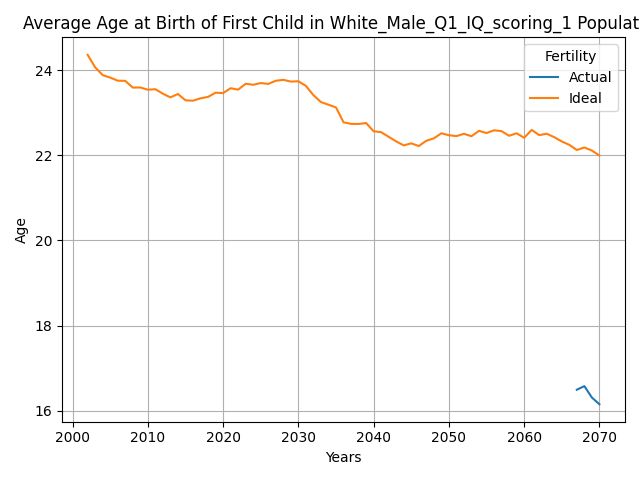 Average Age at Birth of First Child in White_Male_Q1_IQ_scoring_1 Populat
Fertility
Actual
Ideal
24
22
20
18
16
Age
2000 2010 2020 2030 2040 2050 2060 2070
Years